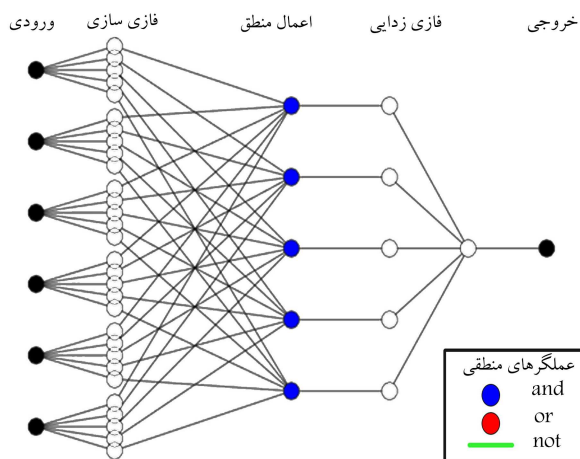 خروجی فازی زدایی اعمال منطق فازی سازی ورودی
عملگرهای منطقی
and
or
not